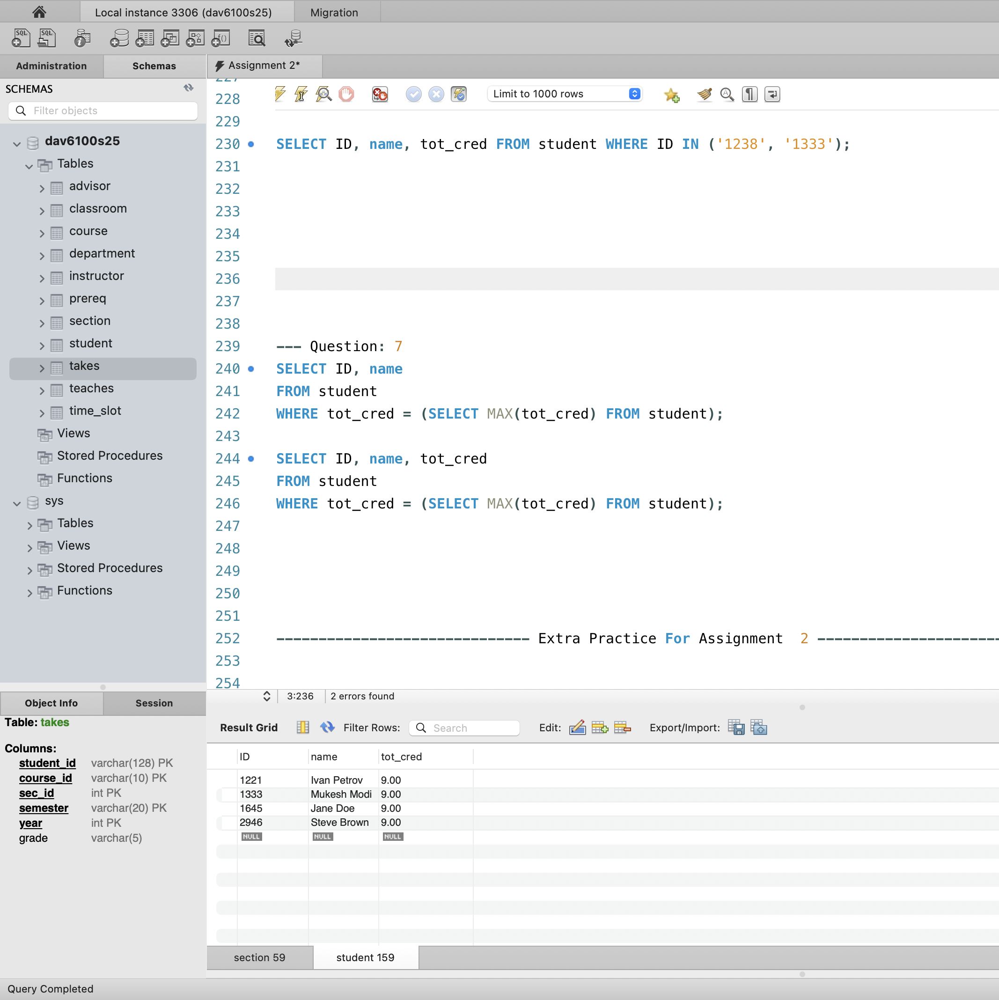 Local instance 3306 (dav6100s25)
Migration
SQL
SQL
Administration
Schemas
Assignment 2*
SCHEMAS
Filter objects
dav6100s25
Tables
advisor
classroom
course
department
instructor
prereq
section
student
takes
teaches
time_slot
Views
Stored Procedures
Functions
sys
Tables
Views
Stored Procedures
Functions
Limit to 1000 rows
227
228
229
230 SELECT ID, name, tot_cred FROM student WHERE ID IN ('1238', '1333');
231
232
233
234
235
236
237
238
239 --- Question: 7
240 SELECT ID, name
241 FROM student
242 WHERE tot_cred = (SELECT MAX(tot_cred) FROM student);
243
244 SELECT ID, name, tot_cred
245 FROM student
246 WHERE tot_cred = (SELECT MAX(tot_cred) FROM student);
247
248
249
250
251
252 ------------------------------ Extra Practice For Assignment  2 ----------------------
253
254
3:236
2 errors found
Object Info
Session
Table: takes
Columns:
student_id varchar(128) PK
course_id varchar(10) PK
sec_id int PK
semester varchar(20) PK
year int PK
grade varchar(5)
Result Grid
Filter Rows:
Search
Edit:
Export/Import:
ID name tot_cred
1221 Ivan Petrov 9.00
1333 Mukesh Modi 9.00
1645 Jane Doe 9.00
2946 Steve Brown 9.00
NULL NULL NULL
section 59
student 159
Query Completed